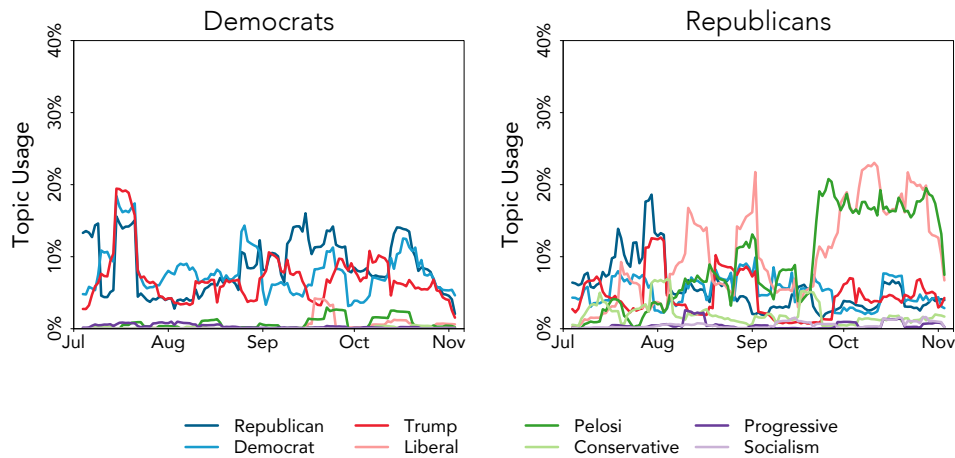 Democrats
Republicans
Topic Usage
40%
30%
20%
10%
0%
Jul Aug Sep Oct Nov
Topic Usage
40%
30%
20%
10%
0%
Jul Aug Sep Oct Nov
Republican Trump Pelosi Progressive
Democrat Liberal Conservative Socialism